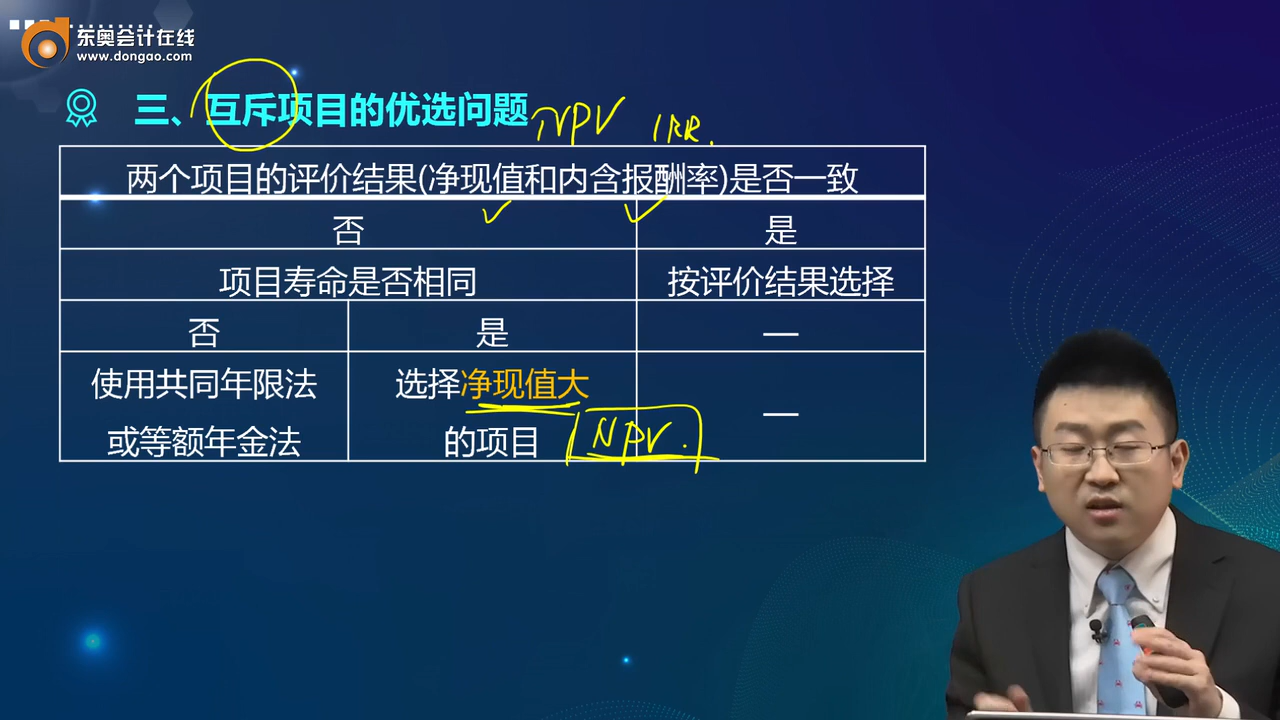 东奥会计在线
www.dongao.com
三、互斥项目的优选问题
NPV IRR.
两个项目的评价结果(净现值和内含报酬率)是否一致
否 是
项目寿命是否相同 按评价结果选择
否 是 —
使用共同年限法 选择净现值大 —
或等额年金法 的项目 NPV.